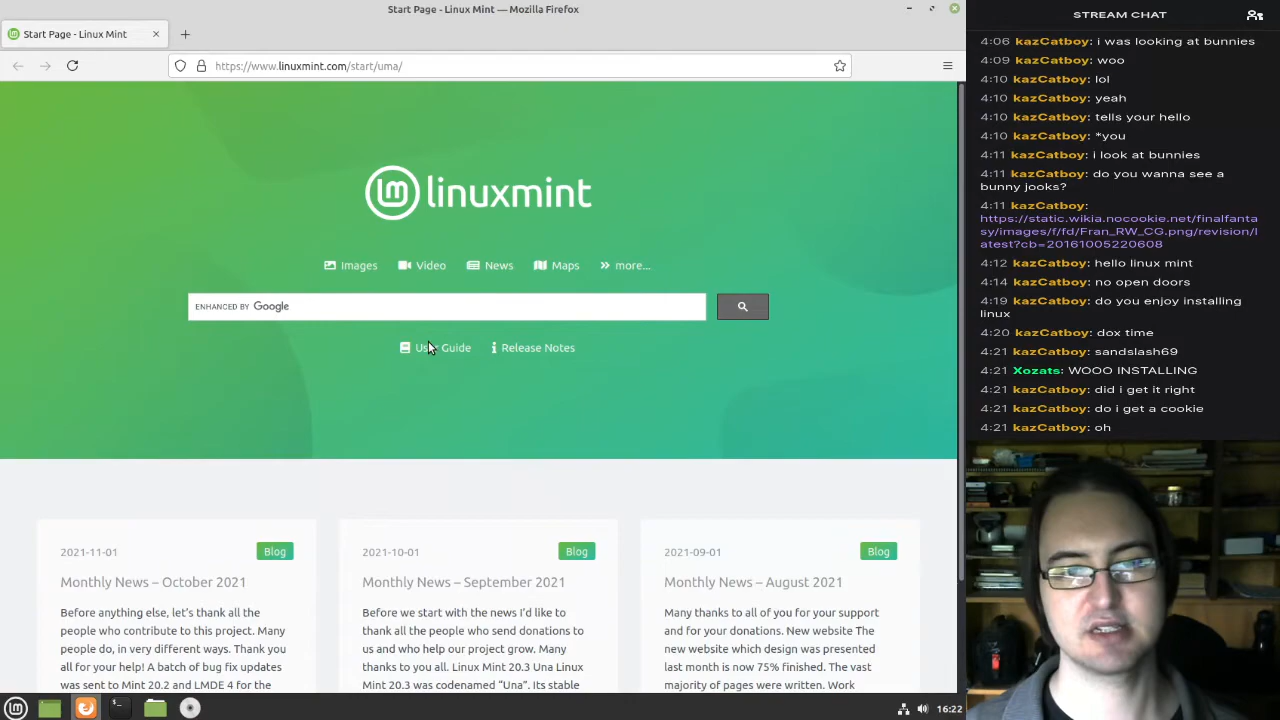 Start Page - Linux Mint — Mozilla Firefox
Start Page - Linux Mint
https://www.linuxmint.com/start/uma/
linuxmint
Images
Video
News
Maps
more...
ENHANCED BY Google
User Guide
Release Notes
2021-11-01
Blog
Monthly News – October 2021
Before anything else, let's thank all the
people who contribute to this project. Many
people do, in very different ways. Thank you
all for your help! A batch of bug fix updates
was sent to Mint 20.2 and LMDE 4 for the
2021-10-01
Blog
Monthly News – September 2021
Before we start with the news I'd like to
thank all the people who send donations to
us and who help our project grow. Many
thanks to you all. Linux Mint 20.3 Una Linux
Mint 20.3 was codenamed “Una”. Its stable
2021-09-01
Blog
Monthly News – August 2021
Many thanks to all of you for your support
and for your donations. New website The
new website which design was presented
last month is now 75% finished. The vast
majority of pages were written. Work
16:22
STREAM CHAT
4:06 kazCatboy: i was looking at bunnies
4:09 kazCatboy: woo
4:10 kazCatboy: lol
4:10 kazCatboy: yeah
4:10 kazCatboy: tells your hello
4:10 kazCatboy: *you
4:11 kazCatboy: i look at bunnies
4:11 kazCatboy: do you wanna see a
bunny jooks?
4:11 kazCatboy:
https://static.wikia.nocookie.net/finalfanta
sy/images/f/fd/Fran_RW_CG.png/revision/l
atest?cb=20161005220608
4:12 kazCatboy: hello linux mint
4:14 kazCatboy: no open doors
4:19 kazCatboy: do you enjoy installing
linux
4:20 kazCatboy: dox time
4:21 kazCatboy: sandslash69
4:21 Xozats: WOOO INSTALLING
4:21 kazCatboy: did i get it right
4:21 kazCatboy: do i get a cookie
4:21 kazCatboy: oh